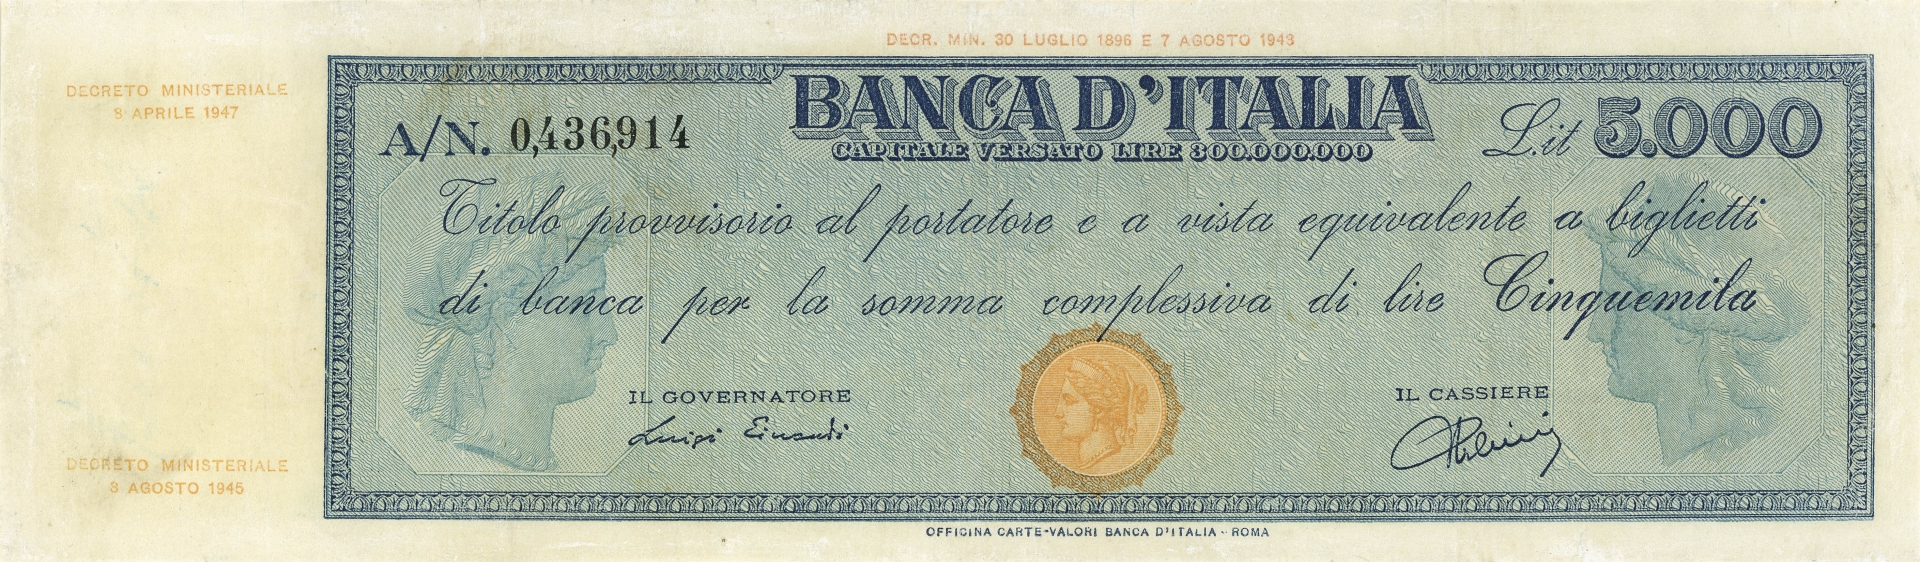 DECR. MIN. 30 LUGLIO 1896 E 7 AGOSTO 1943
DECRETO MINISTERIALE
8 APRILE 1947
BANCA D'ITALIA
CAPITALE VERSATO LIRE 300.000.000
A/N. 0,436,914
L.it 5.000
Titolo provvisorio al portatore e a vista equivalente a biglietti
di banca per la somma complessiva di lire Cinquemila
IL GOVERNATORE
Luigi Einaudi
IL CASSIERE
DECRETO MINISTERIALE
8 AGOSTO 1945
OFFICINA CARTE-VALORI BANCA D'ITALIA - ROMA